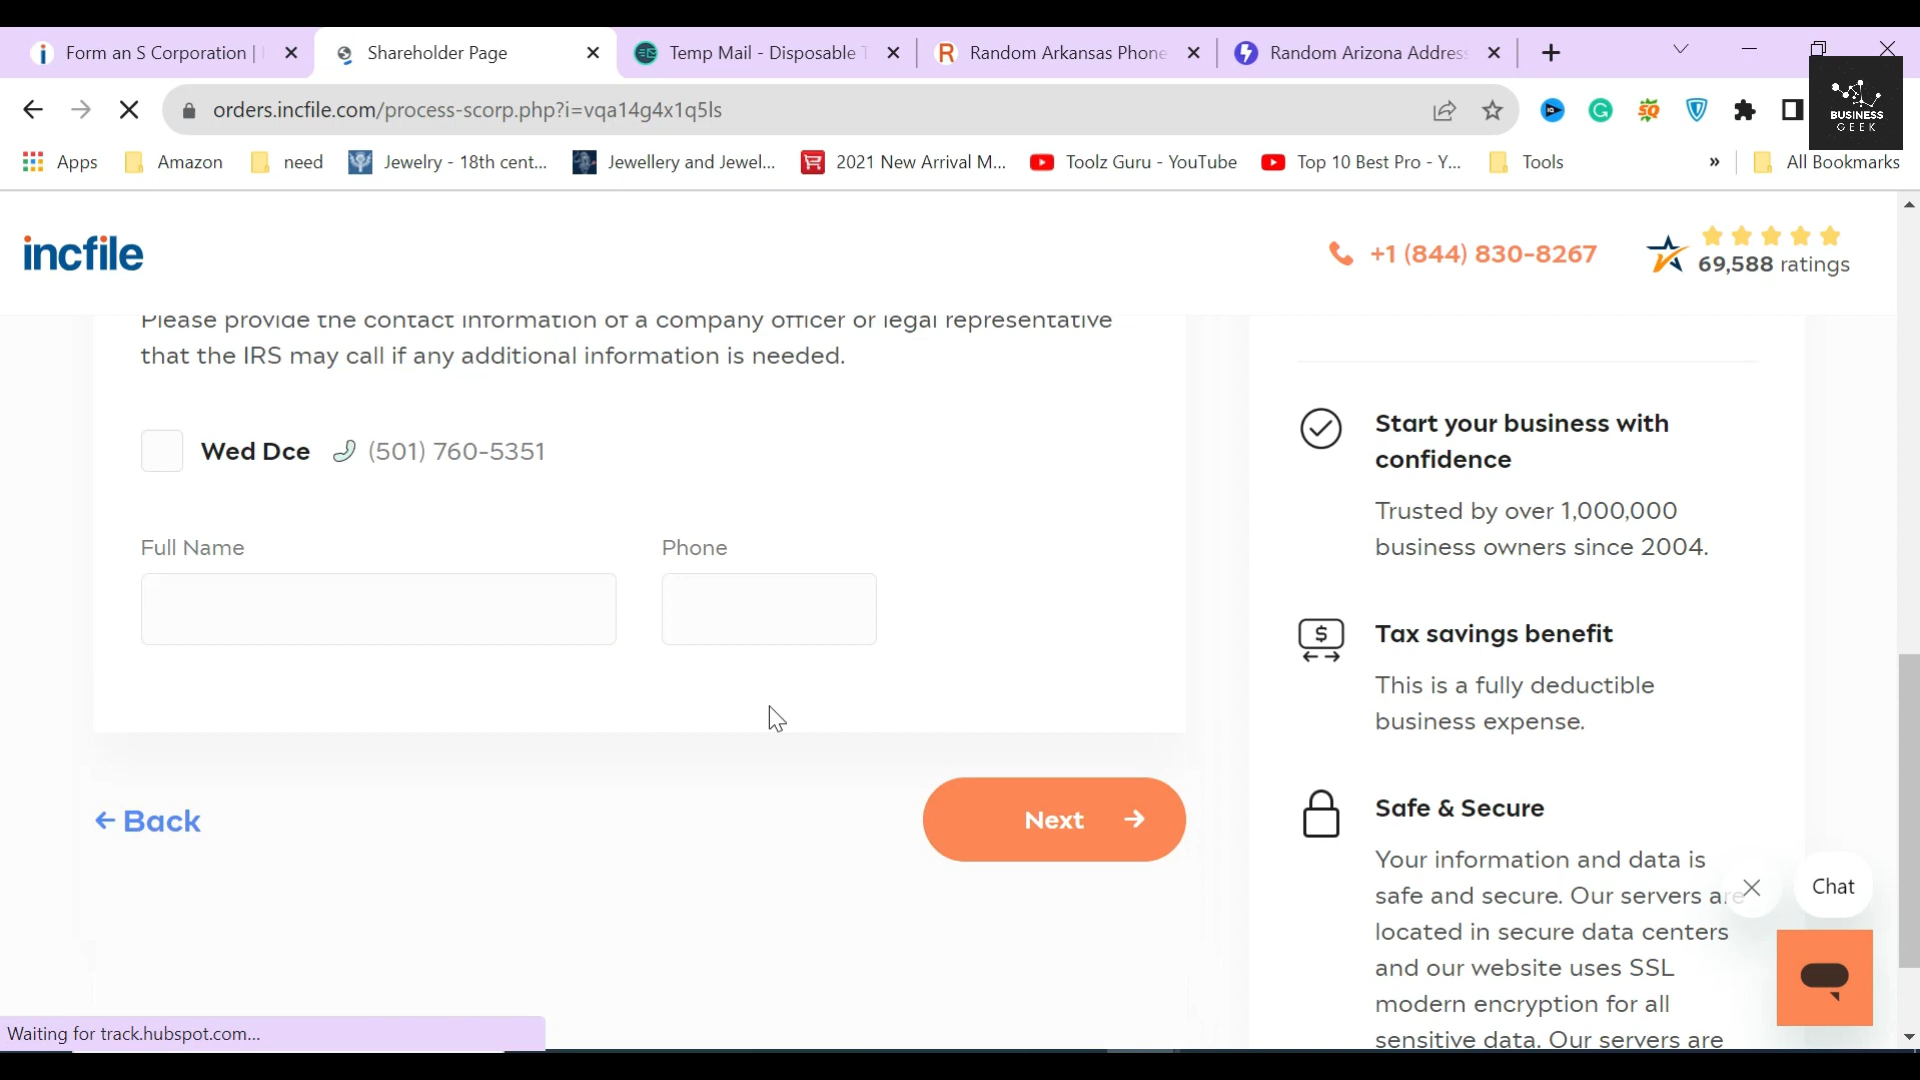 Form an S Corporation |
Shareholder Page
Temp Mail - Disposable
Random Arkansas Phone
Random Arizona Address
orders.incfile.com/process-scorp.php?i=vqa14g4x1q5ls
BUSINESS
GEEK
Apps
Amazon
need
Jewelry - 18th cent...
Jewellery and Jewel...
2021 New Arrival M...
Toolz Guru - YouTube
Top 10 Best Pro - Y...
Tools
»
All Bookmarks
incfile
+1 (844) 830-8267
69,588 ratings
Please provide the contact information of a company officer or legal representative
that the IRS may call if any additional information is needed.
Wed Dce (501) 760-5351
Full Name
Phone
← Back
Next →
Start your business with
confidence
Trusted by over 1,000,000
business owners since 2004.
Tax savings benefit
This is a fully deductible
business expense.
Safe & Secure
Your information and data is
safe and secure. Our servers are
located in secure data centers
and our website uses SSL
modern encryption for all
sensitive data. Our servers are
Chat
Waiting for track.hubspot.com...